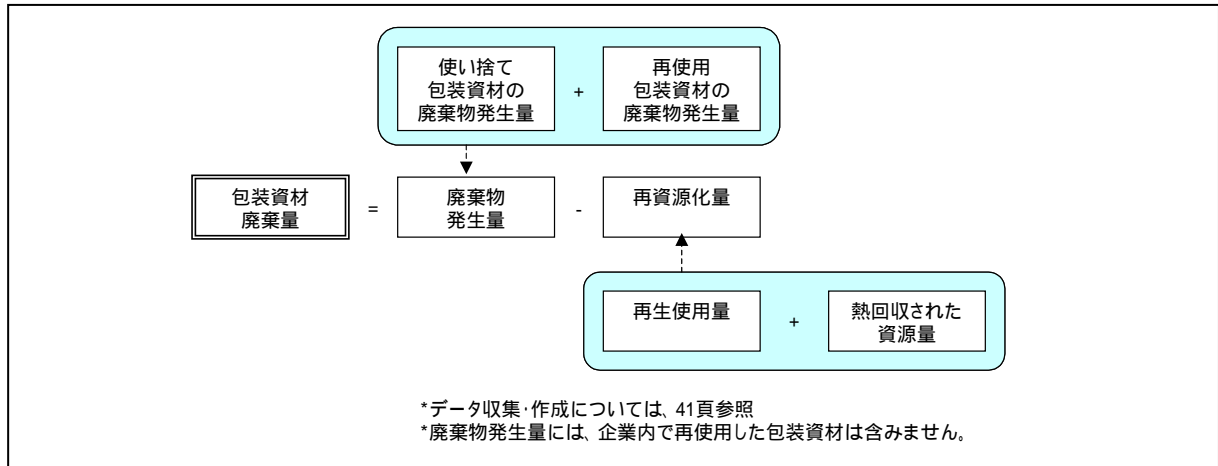 使い捨て
包装資材の
廃棄物発生量
+
再使用
包装資材の
廃棄物発生量
包装資材
廃棄量
=
廃棄物
発生量
-
再資源化量
再生使用量
+
熱回収された
資源量
*データ収集・作成については、41頁参照
*廃棄物発生量には、企業内で再使用した包装資材は含みません。